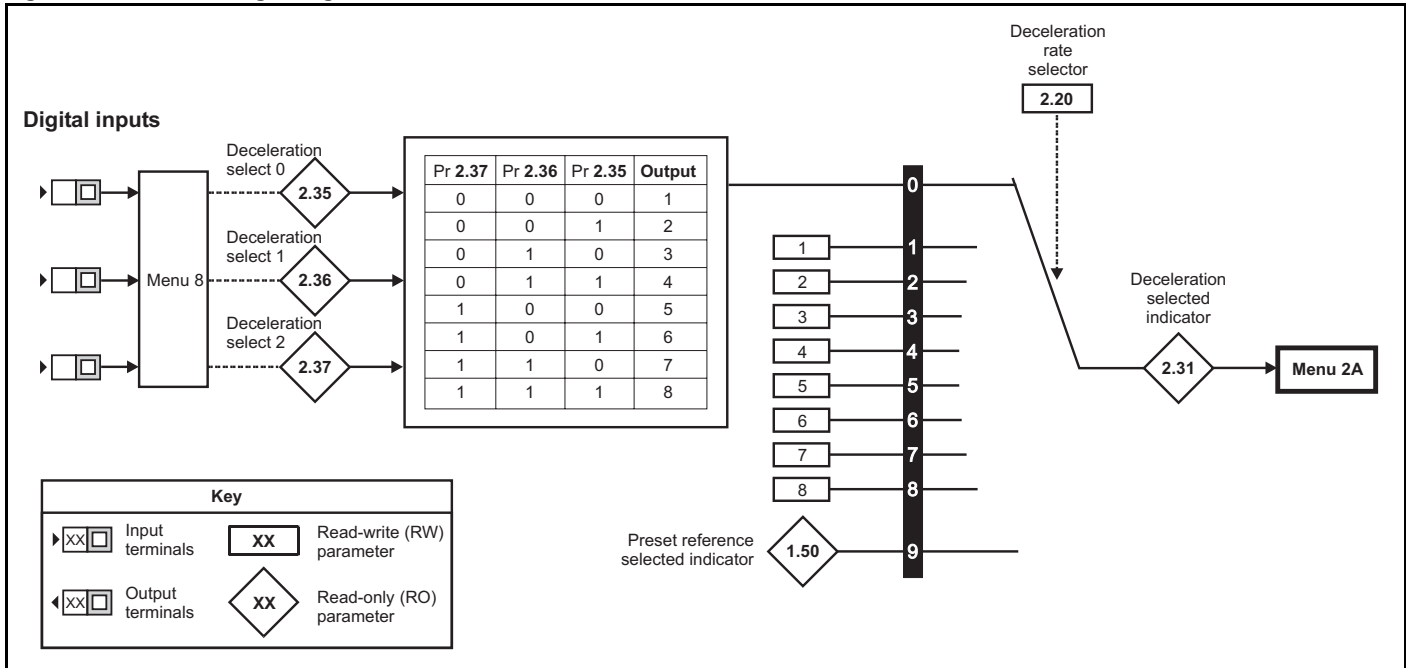 Deceleration
rate
selector
2.20
Digital inputs
Deceleration
select 0
2.35
Deceleration
select 1
2.36
Deceleration
select 2
2.37
Menu 8
Pr 2.37 Pr 2.36 Pr 2.35 Output
0 0 0 1
0 0 1 2
0 1 0 3
0 1 1 4
1 0 0 5
1 0 1 6
1 1 0 7
1 1 1 8
0
1 1
2 2
3 3
4 4
5 5
6 6
7 7
8 8
Preset reference
selected indicator
1.50
9
Deceleration
selected
indicator
2.31
Menu 2A
Key
XX
Input
terminals
XX
Read-write (RW)
parameter
XX
Output
terminals
XX
Read-only (RO)
parameter